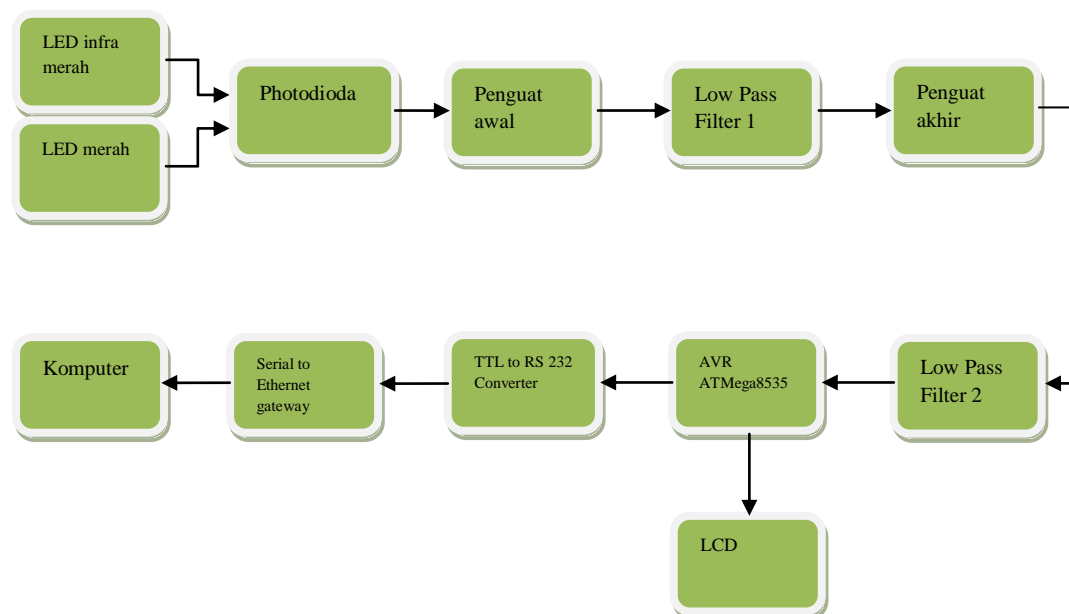 LED infra
merah
LED merah
Photodioda
Penguat
awal
Low Pass
Filter 1
Penguat
akhir
Komputer
Serial to
Ethernet
gateway
TTL to RS 232
Converter
AVR
ATMega8535
Low Pass
Filter 2
LCD